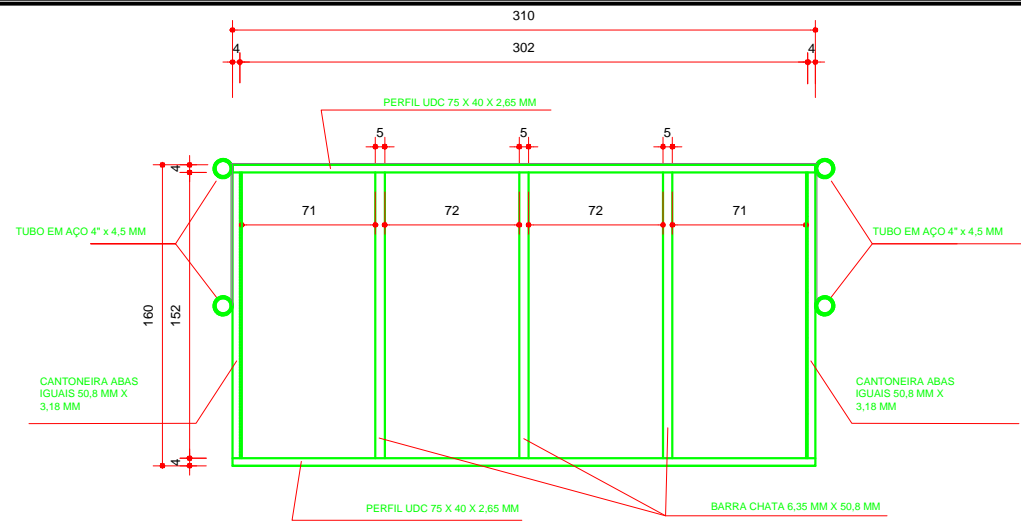 310
4 302 4
PERFIL UDC 75 X 40 X 2,65 MM
5 5 5
4
71 72 72 71
TUBO EM AÇO 4" x 4,5 MM
TUBO EM AÇO 4" x 4,5 MM
160 152
CANTONEIRA ABAS
IGUAIS 50,8 MM X
3,18 MM
CANTONEIRA ABAS
IGUAIS 50,8 MM X
3,18 MM
4
PERFIL UDC 75 X 40 X 2,65 MM
BARRA CHATA 6,35 MM X 50,8 MM